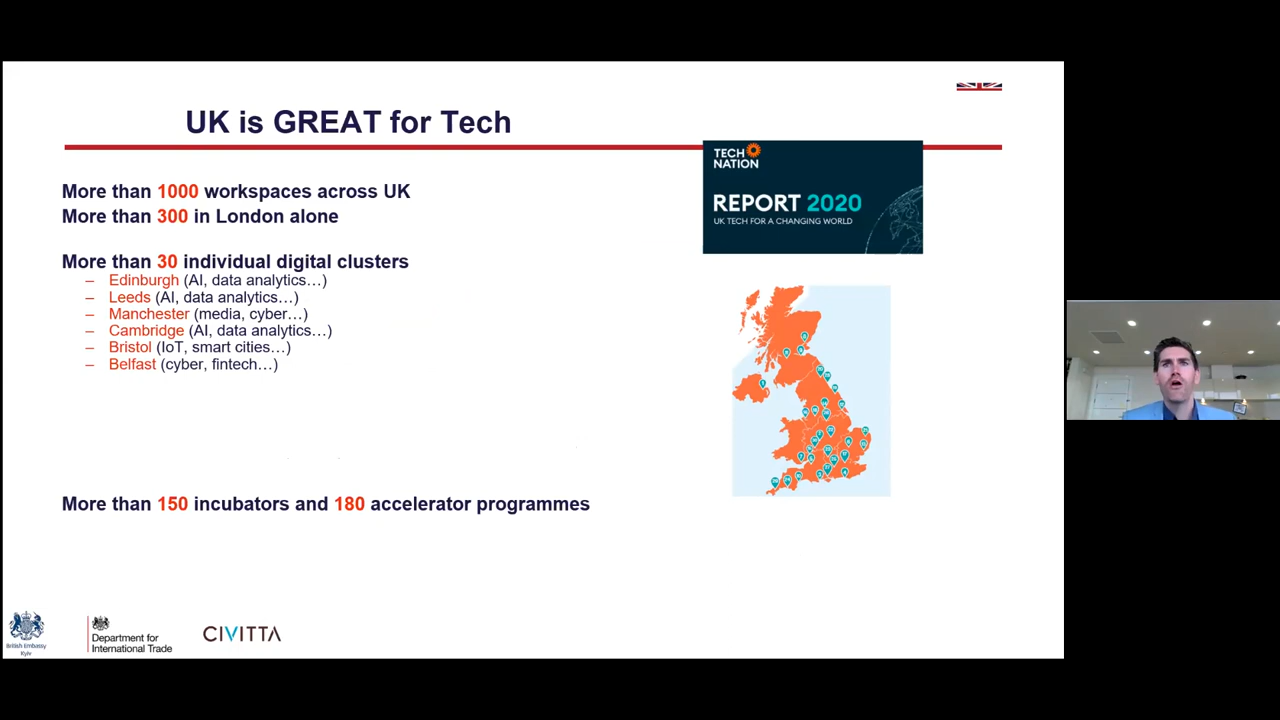 UK is GREAT for Tech
TECH
NATION
REPORT 2020
UK TECH FOR A CHANGING WORLD
More than 1000 workspaces across UK
More than 300 in London alone
More than 30 individual digital clusters
– Edinburgh (AI, data analytics…)
– Leeds (AI, data analytics…)
– Manchester (media, cyber…)
– Cambridge (AI, data analytics…)
– Bristol (IoT, smart cities…)
– Belfast (cyber, fintech…)
More than 150 incubators and 180 accelerator programmes
British Embassy
Kyiv
Department for
International Trade
CIVITTA